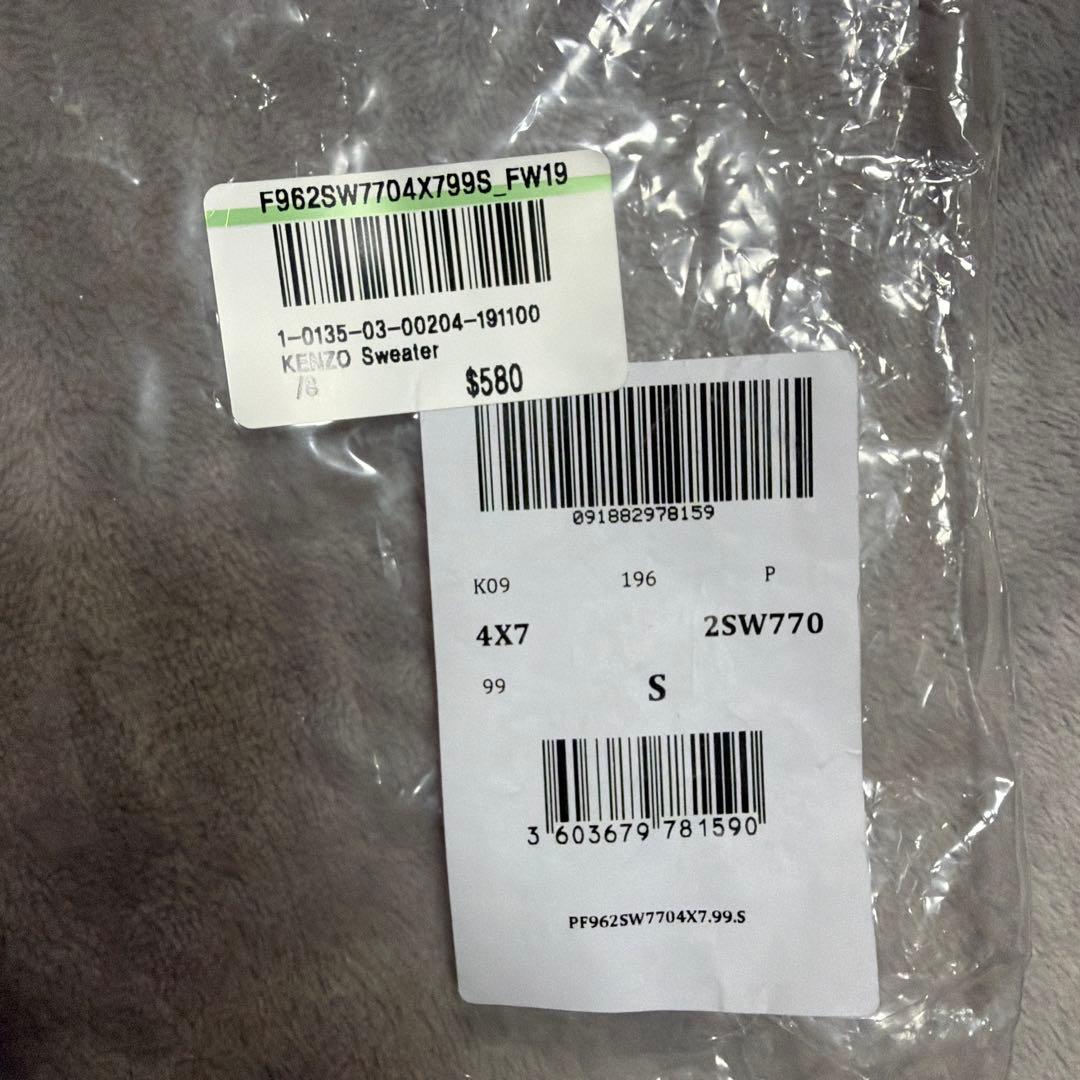 F962SW7704X799S_FW19
1-0135-03-00204-191100
KENZO Sweater
$580
091882978159
K09 196 P
4X7 2SW770
99 S
3 603679 781590
PF962SW7704X7.99.S